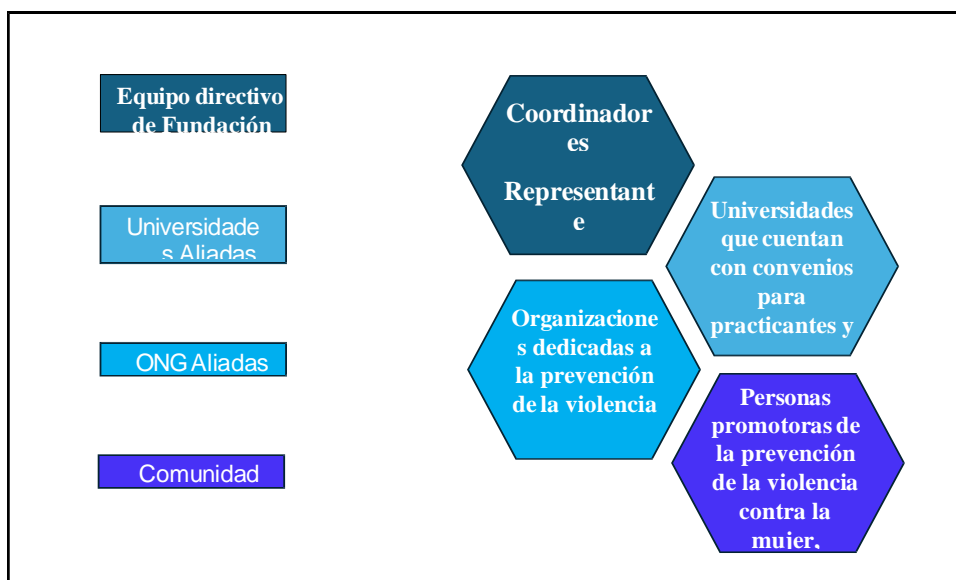 Equipo directivo
de Fundación
Universidade
s Aliadas
ONG Aliadas
Comunidad
Coordinador
es
Representant
e
Universidades
que cuentan
con convenios
para
practicantes y
Organizacione
s dedicadas a
la prevención
de la violencia
Personas
promotoras de
la prevención
de la violencia
contra la
mujer,